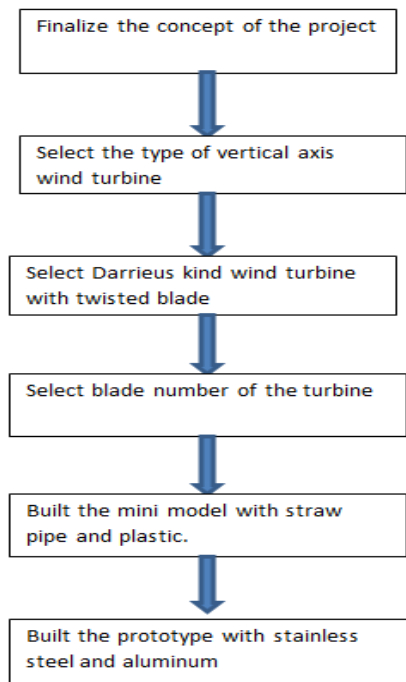 Finalize the concept of the project
Select the type of vertical axis
wind turbine
Select Darrieus kind wind turbine
with twisted blade
Select blade number of the turbine
Built the mini model with straw
pipe and plastic.
Built the prototype with stainless
steel and aluminum